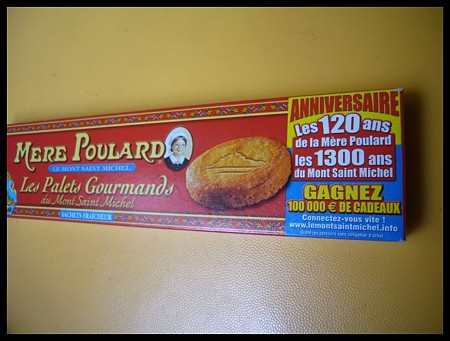 MÈRE POULARD
LE MONT SAINT MICHEL
Les Palets Gourmands
du Mont Saint Michel
SACHETS FRAÎCHEUR
ANNIVERSAIRE
Les 120 ans
de la Mère Poulard
les 1300 ans
du Mont Saint Michel
GAGNEZ
100 000 € DE CADEAUX
Connectez-vous vite !
www.lemontsaintmichel.info